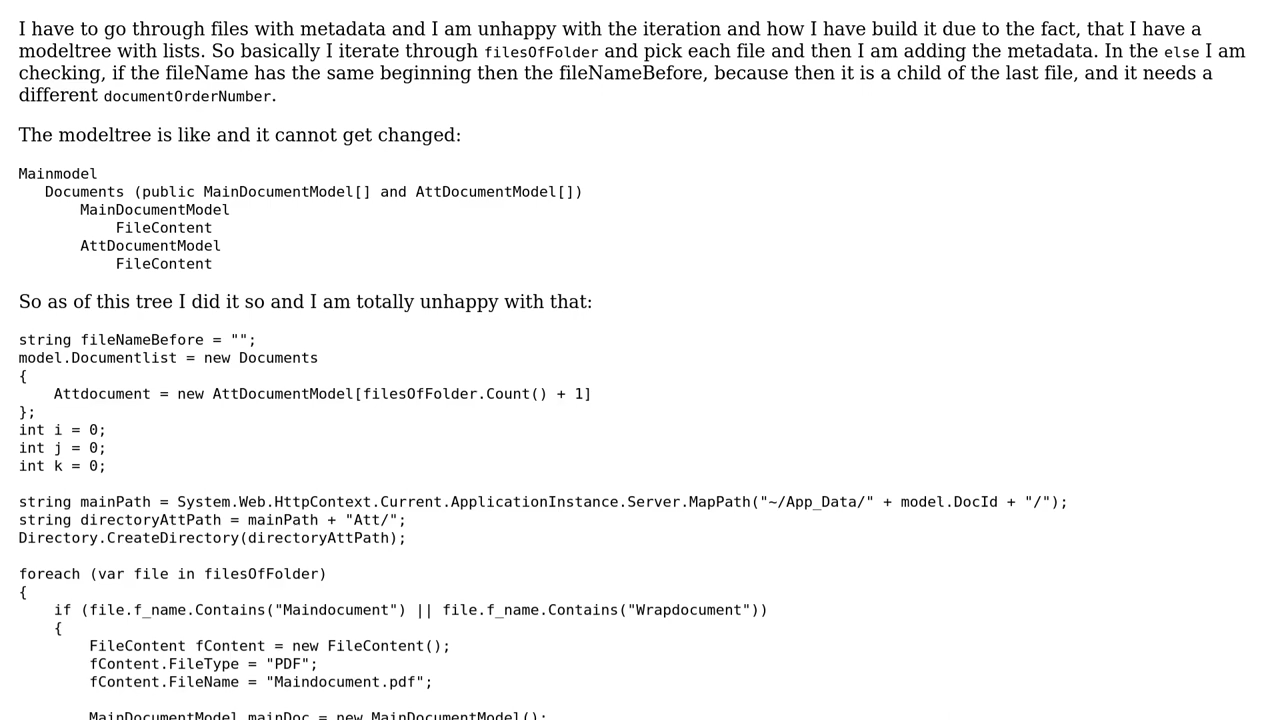 I have to go through files with metadata and I am unhappy with the iteration and how I have build it due to the fact, that I have a
modeltree with lists. So basically I iterate through filesOfFolder and pick each file and then I am adding the metadata. In the else I am
checking, if the fileName has the same beginning then the fileNameBefore, because then it is a child of the last file, and it needs a
different documentOrderNumber.
The modeltree is like and it cannot get changed:
Mainmodel
   Documents (public MainDocumentModel[] and AttDocumentModel[])
       MainDocumentModel
           FileContent
       AttDocumentModel
           FileContent
So as of this tree I did it so and I am totally unhappy with that:
string fileNameBefore = "";
model.Documentlist = new Documents
{
    Attdocument = new AttDocumentModel[filesOfFolder.Count() + 1]
};
int i = 0;
int j = 0;
int k = 0;
string mainPath = System.Web.HttpContext.Current.ApplicationInstance.Server.MapPath("~/App_Data/" + model.DocId + "/");
string directoryAttPath = mainPath + "Att/";
Directory.CreateDirectory(directoryAttPath);
foreach (var file in filesOfFolder)
{
    if (file.f_name.Contains("Maindocument") || file.f_name.Contains("Wrapdocument"))
    {
        FileContent fContent = new FileContent();
        fContent.FileType = "PDF";
        fContent.FileName = "Maindocument.pdf";
        MainDocumentModel mainDoc = new MainDocumentModel();